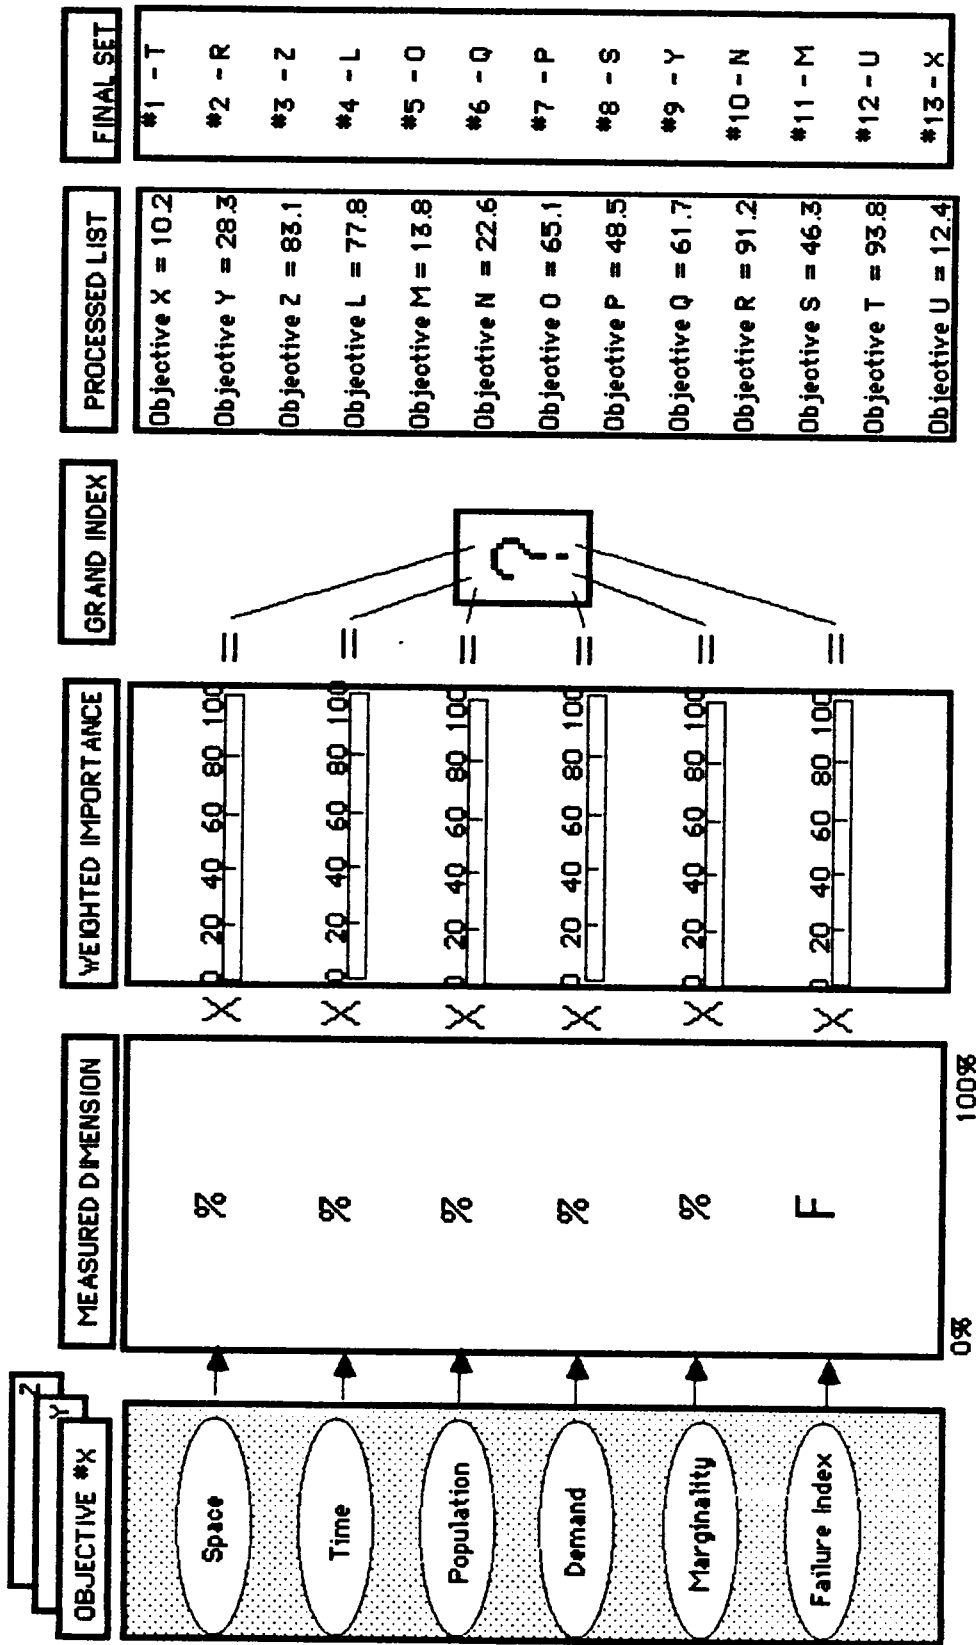 Z
Y
OBJECTIVE #X
Space
Time
Population
Demand
Marginality
Failure Index
MEASURED DIMENSION
%
%
%
%
%
F
0%
100%
X
X
X
X
X
X
WEIGHTED IMPORTANCE
0 20 40 60 80 100
0 20 40 60 80 100
0 20 40 60 80 100
0 20 40 60 80 100
0 20 40 60 80 100
0 20 40 60 80 100
=
=
=
=
=
=
GRAND INDEX
?
PROCESSED LIST
Objective X = 10.2
Objective Y = 28.3
Objective Z = 83.1
Objective L = 77.8
Objective M = 13.8
Objective N = 22.6
Objective O = 65.1
Objective P = 48.5
Objective Q = 61.7
Objective R = 91.2
Objective S = 46.3
Objective T = 93.8
Objective U = 12.4
FINAL SET
#1 - T
#2 - R
#3 - Z
#4 - L
#5 - O
#6 - Q
#7 - P
#8 - S
#9 - Y
#10 - N
#11 - M
#12 - U
#13 - X